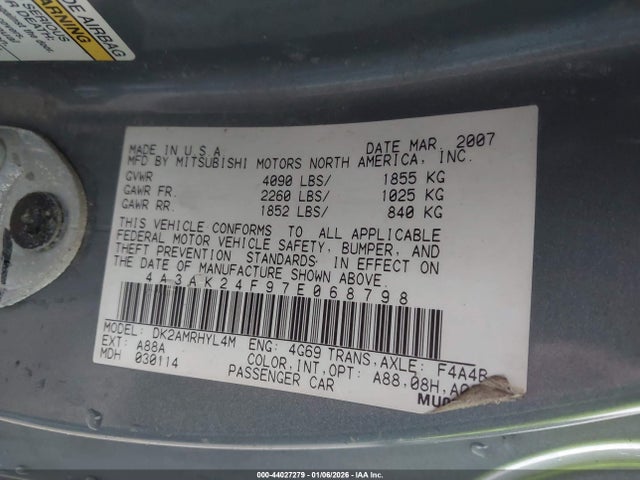 DE AIRBAG
WARNING
SERIOUS
MADE IN U.S.A. DATE MAR. 2007
MFD BY MITSUBISHI MOTORS NORTH AMERICA, INC.
GVWR 4090 LBS/ 1855 KG
GAWR FR. 2260 LBS/ 1025 KG
GAWR RR. 1852 LBS/ 840 KG
THIS VEHICLE CONFORMS TO ALL APPLICABLE
FEDERAL MOTOR VEHICLE SAFETY, BUMPER, AND
THEFT PREVENTION STANDARDS IN EFFECT ON
THE DATE OF MANUFACTURE SHOWN ABOVE.
4A3AK24F97E068798
MODEL: DK2AMRHYL4M ENG: 4G69 TRANS,AXLE: F4A4B
EXT: A88A COLOR,INT,OPT: A88,08H,A0
MDH 030114 PASSENGER CAR
000-44027279 - 01/06/2026 - IAA Inc.